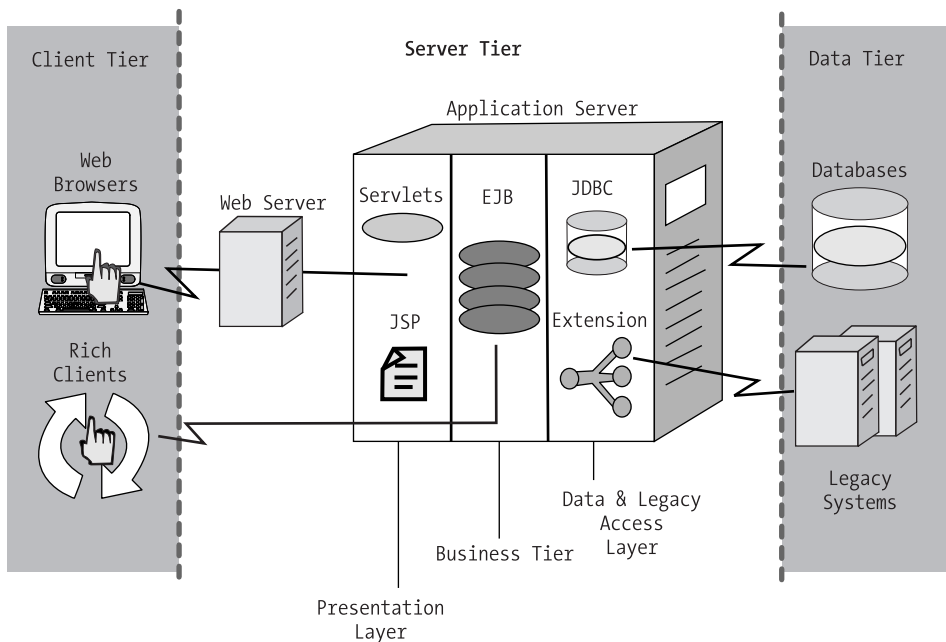 Client Tier
Server Tier
Data Tier
Application Server
Web
Browsers
Web Server
Servlets
EJB
JDBC
Databases
JSP
Extension
Rich
Clients
Legacy
Systems
Data & Legacy
Access
Layer
Business Tier
Presentation
Layer